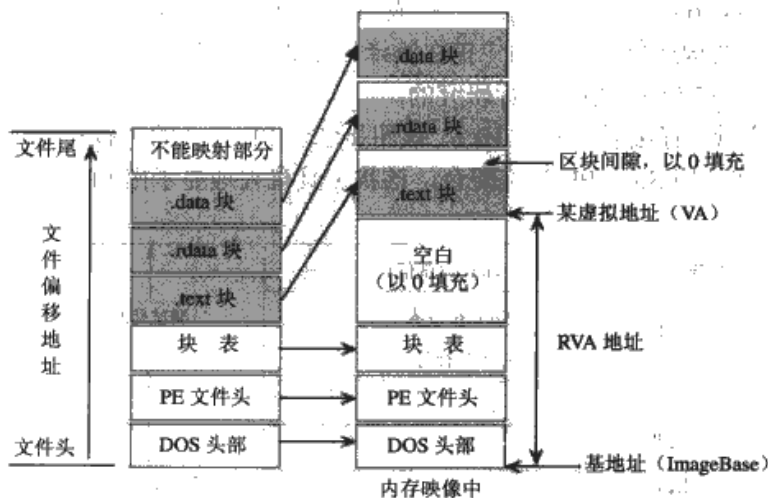 文件尾
文件偏移地址
文件头
不能映射部分
.data 块
.rdata 块
.text 块
块 表
PE 文件头
DOS 头部
.data 块
.rdata 块
.text 块
空白
（以 0 填充）
块 表
PE 文件头
DOS 头部
内存映像中
区块间隙，以 0 填充
某虚拟地址（VA）
RVA 地址
基地址（ImageBase）